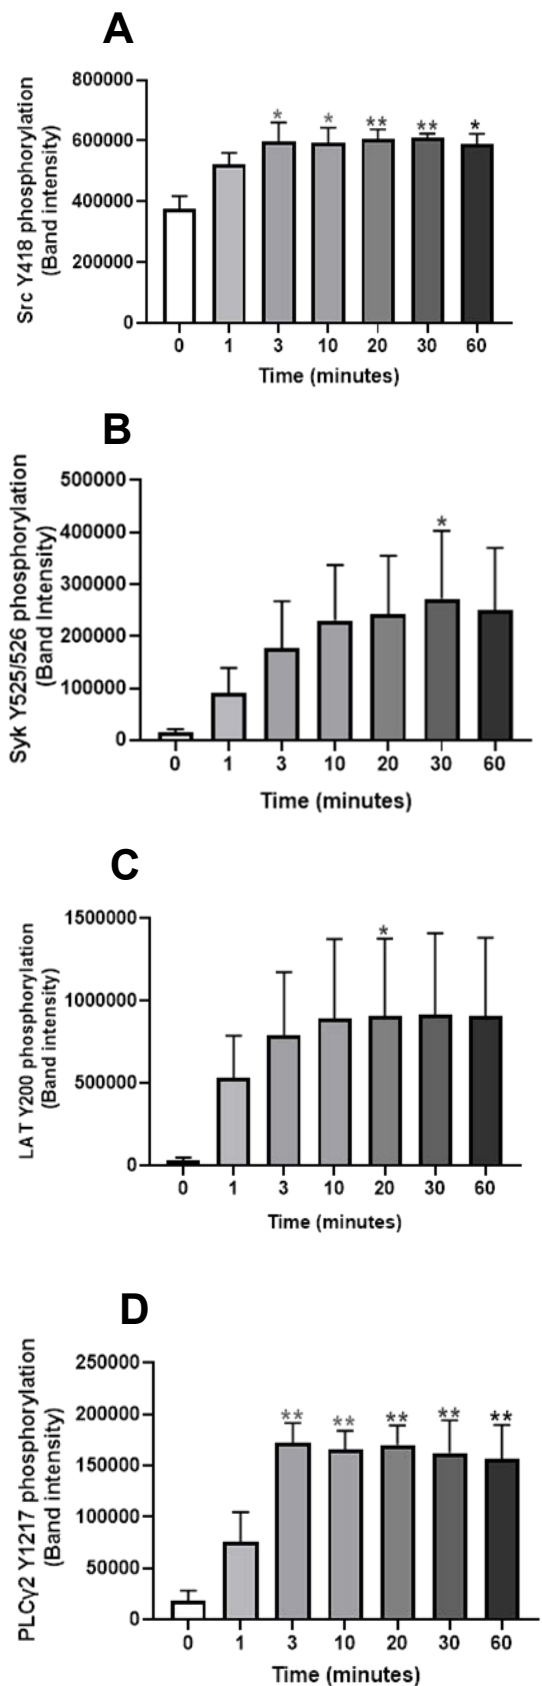 A
Src Y418 phosphorylation
(Band intensity)
800000
600000
400000
200000
0
* * ** ** *
0 1 3 10 20 30 60
Time (minutes)
B
Syk Y525/526 phosphorylation
(Band Intensity)
500000
400000
300000
200000
100000
0
*
0 1 3 10 20 30 60
Time (minutes)
C
LAT Y200 phosphorylation
(Band intensity)
1500000
1000000
500000
0
*
0 1 3 10 20 30 60
Time (minutes)
D
PLCγ2 Y1217 phosphorylation
(Band intensity)
250000
200000
150000
100000
50000
0
** ** ** ** **
0 1 3 10 20 30 60
Time (minutes)